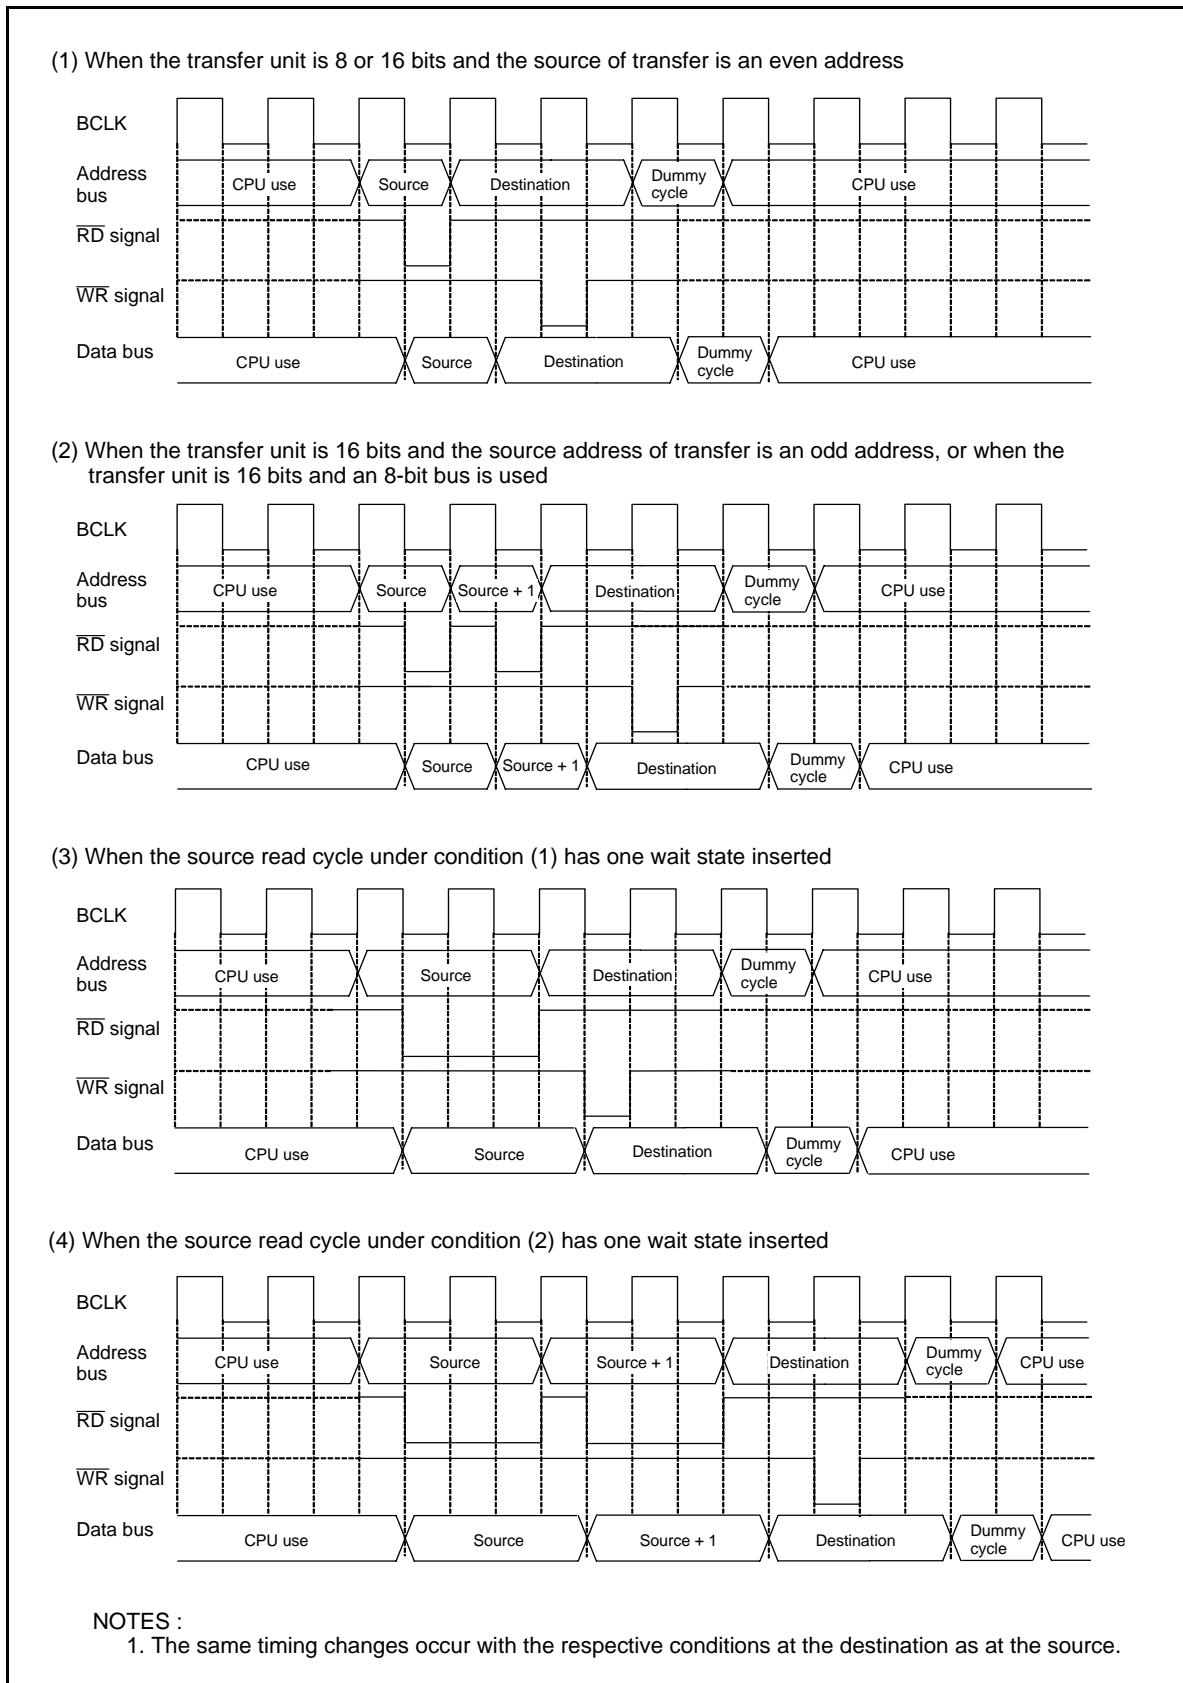 (1) When the transfer unit is 8 or 16 bits and the source of transfer is an even address
BCLK
Address
bus
CPU use
Source
Destination
Dummy
cycle
CPU use
RD signal
WR signal
Data bus
CPU use
Source
Destination
Dummy
cycle
CPU use
(2) When the transfer unit is 16 bits and the source address of transfer is an odd address, or when the
transfer unit is 16 bits and an 8-bit bus is used
BCLK
Address
bus
CPU use
Source
Source + 1
Destination
Dummy
cycle
CPU use
RD signal
WR signal
Data bus
CPU use
Source
Source + 1
Destination
Dummy
cycle
CPU use
(3) When the source read cycle under condition (1) has one wait state inserted
BCLK
Address
bus
CPU use
Source
Destination
Dummy
cycle
CPU use
RD signal
WR signal
Data bus
CPU use
Source
Destination
Dummy
cycle
CPU use
(4) When the source read cycle under condition (2) has one wait state inserted
BCLK
Address
bus
CPU use
Source
Source + 1
Destination
Dummy
cycle
CPU use
RD signal
WR signal
Data bus
CPU use
Source
Source + 1
Destination
Dummy
cycle
CPU use
NOTES :
1. The same timing changes occur with the respective conditions at the destination as at the source.